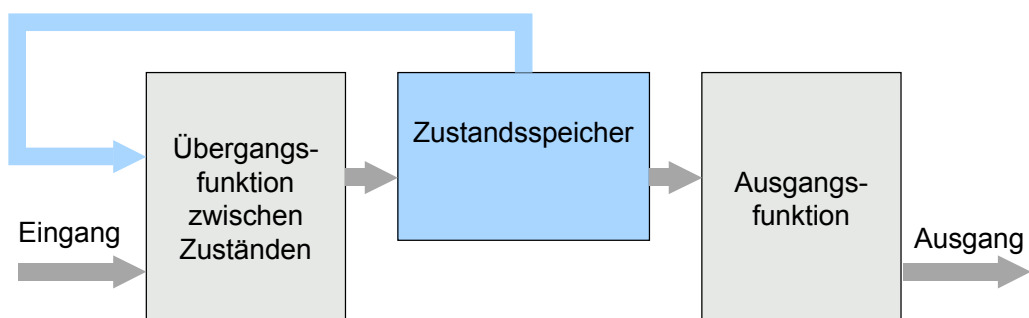 Eingang
Übergangs-
funktion
zwischen
Zuständen
Zustandsspeicher
Ausgangs-
funktion
Ausgang